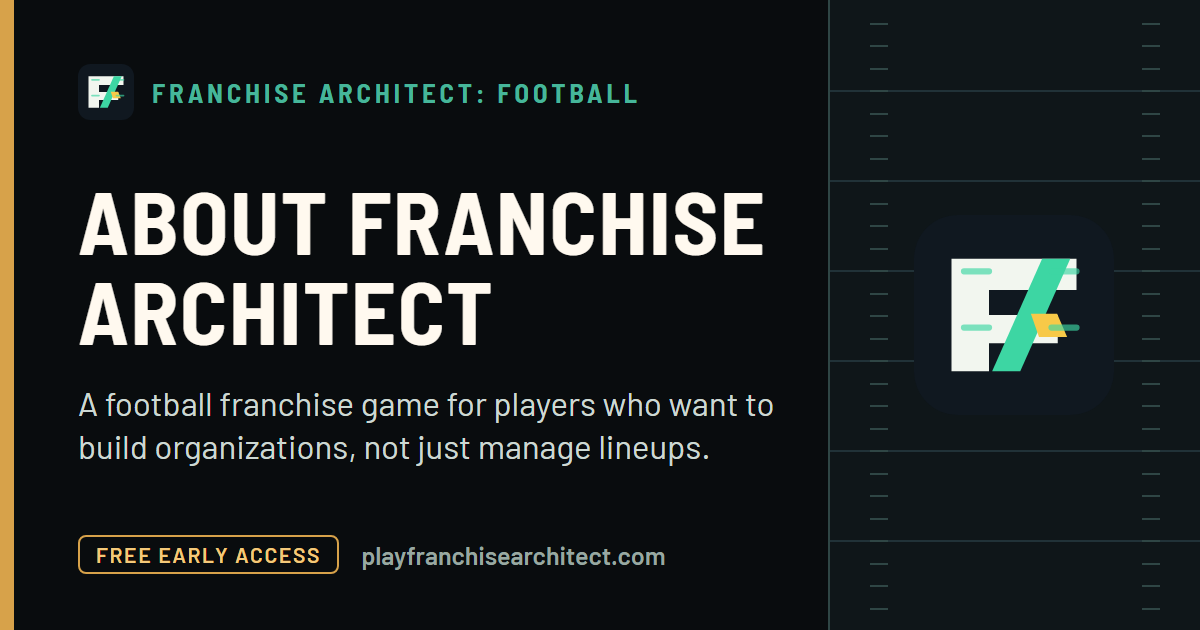 FRANCHISE ARCHITECT: FOOTBALL
ABOUT FRANCHISE
ARCHITECT
A football franchise game for players who want to
build organizations, not just manage lineups.
FREE EARLY ACCESS
playfranchisearchitect.com